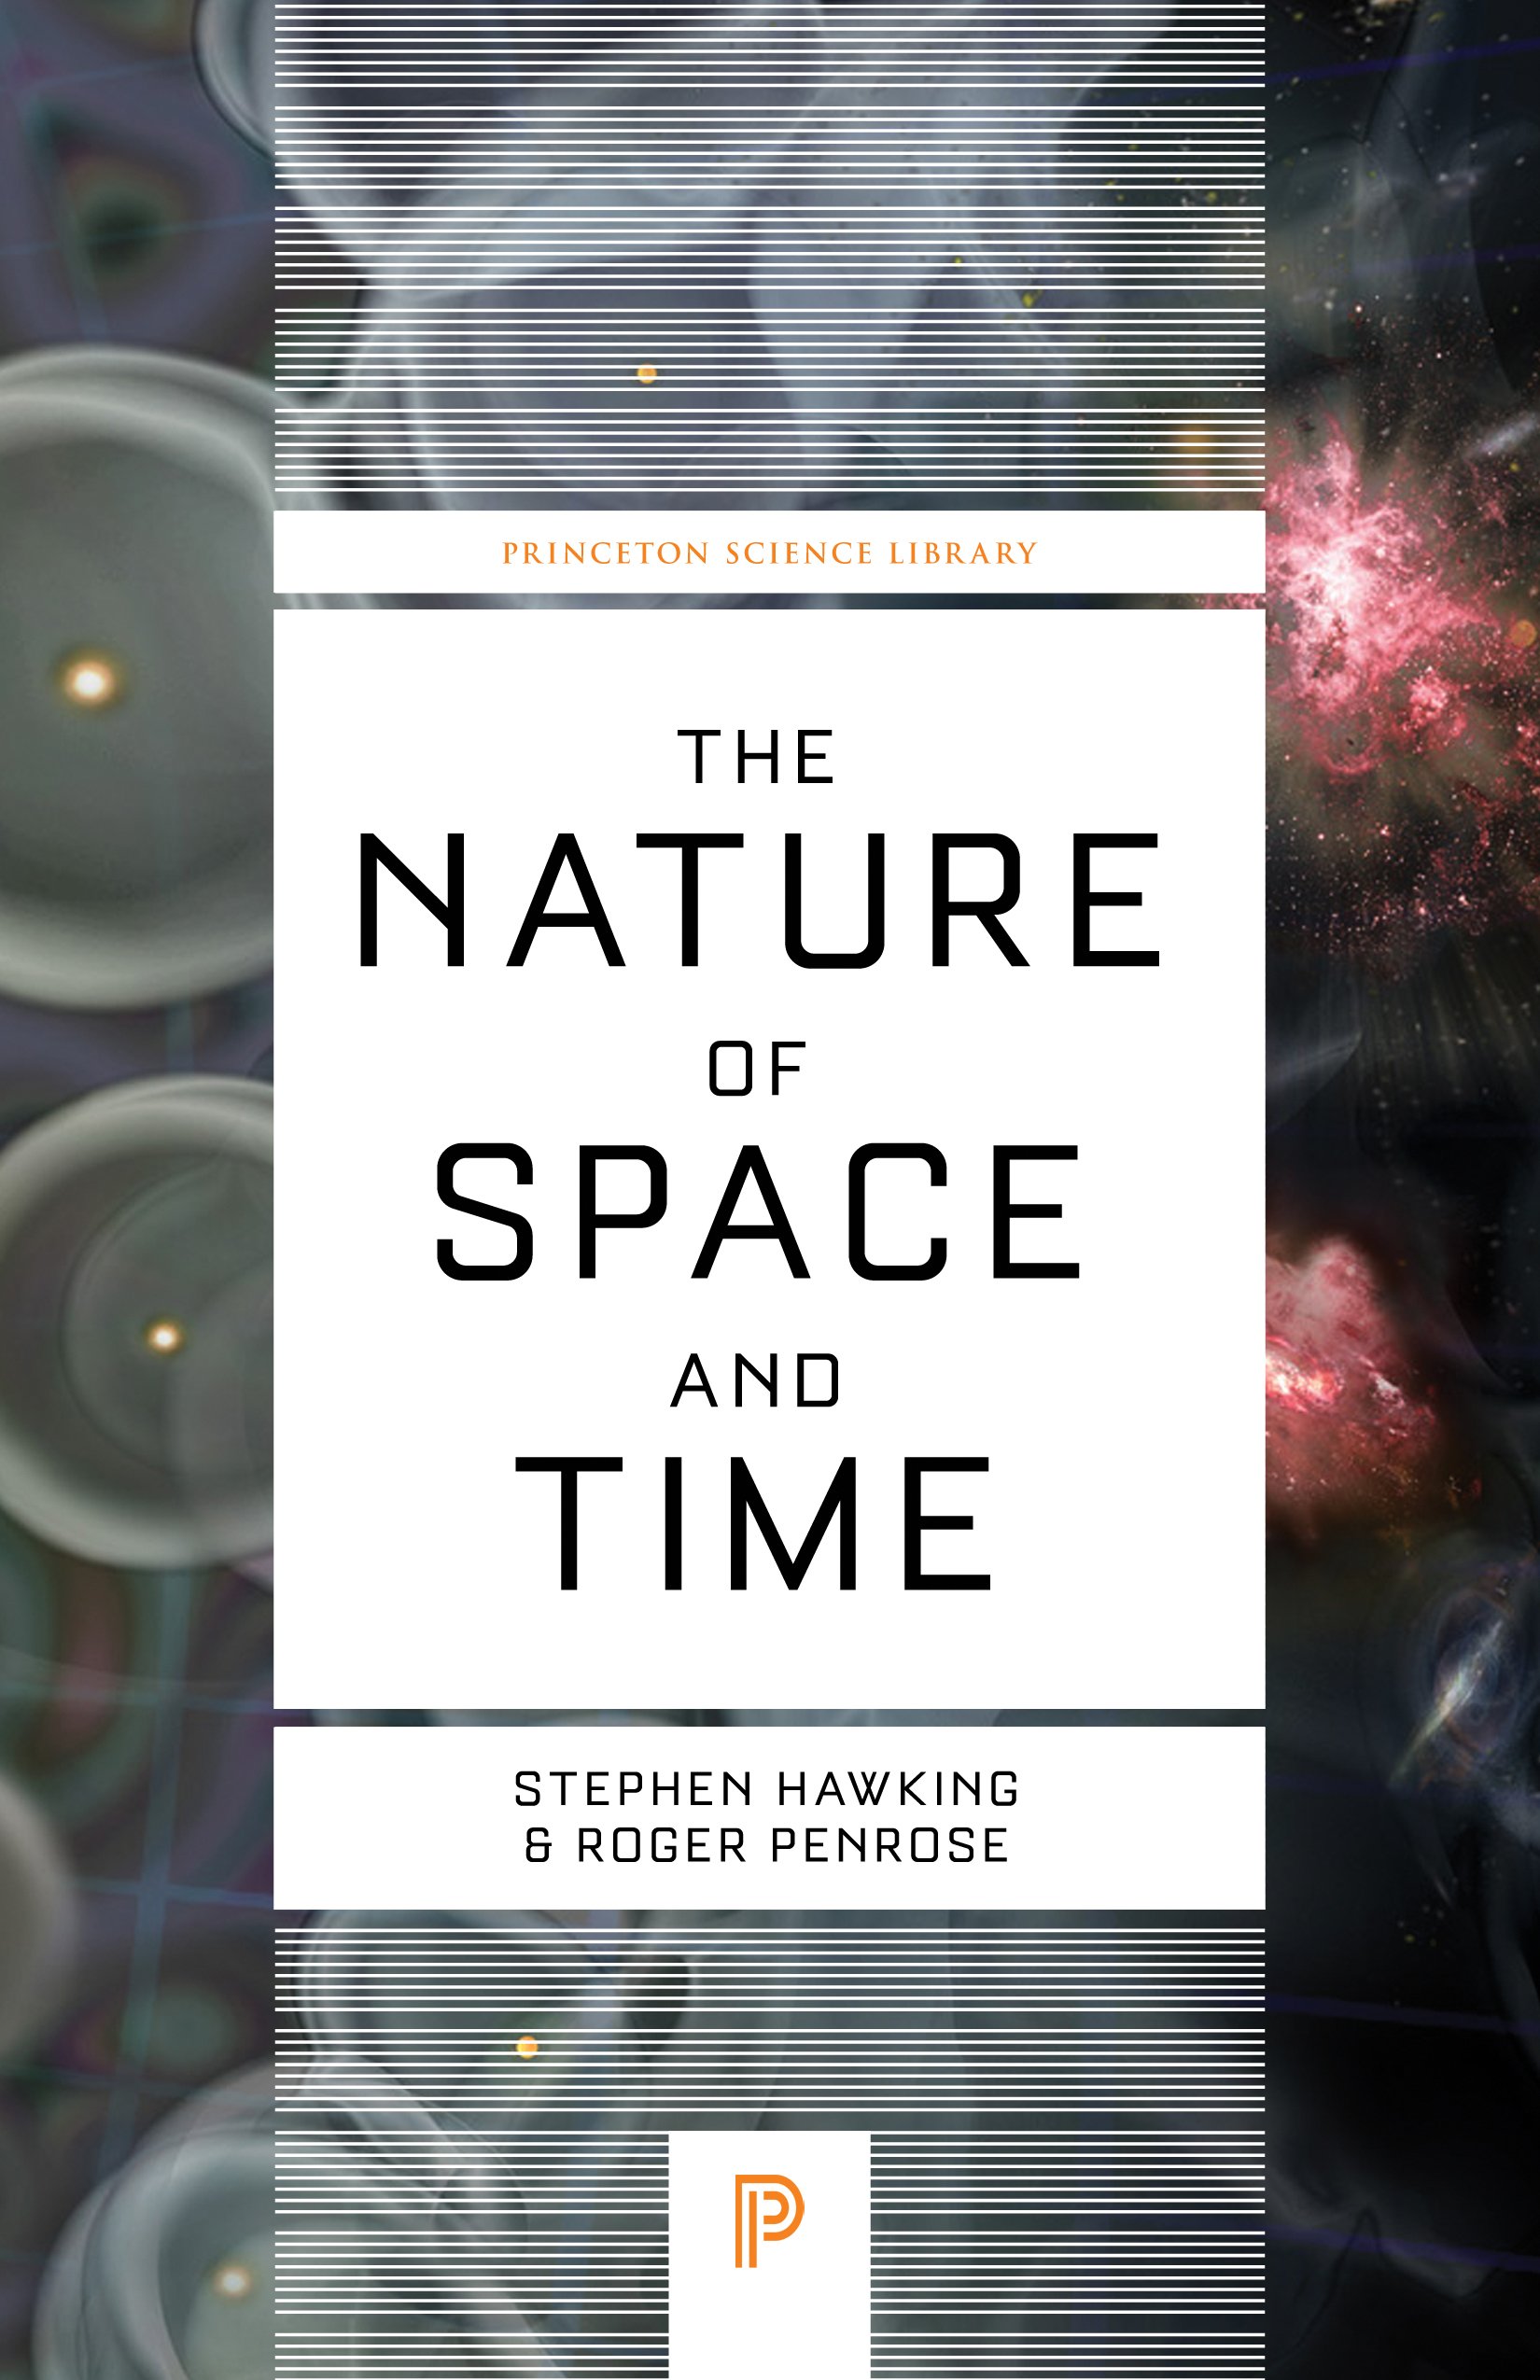 PRINCETON SCIENCE LIBRARY
THE
NATURE
OF
SPACE
AND
TIME
STEPHEN HAWKING
& ROGER PENROSE
P